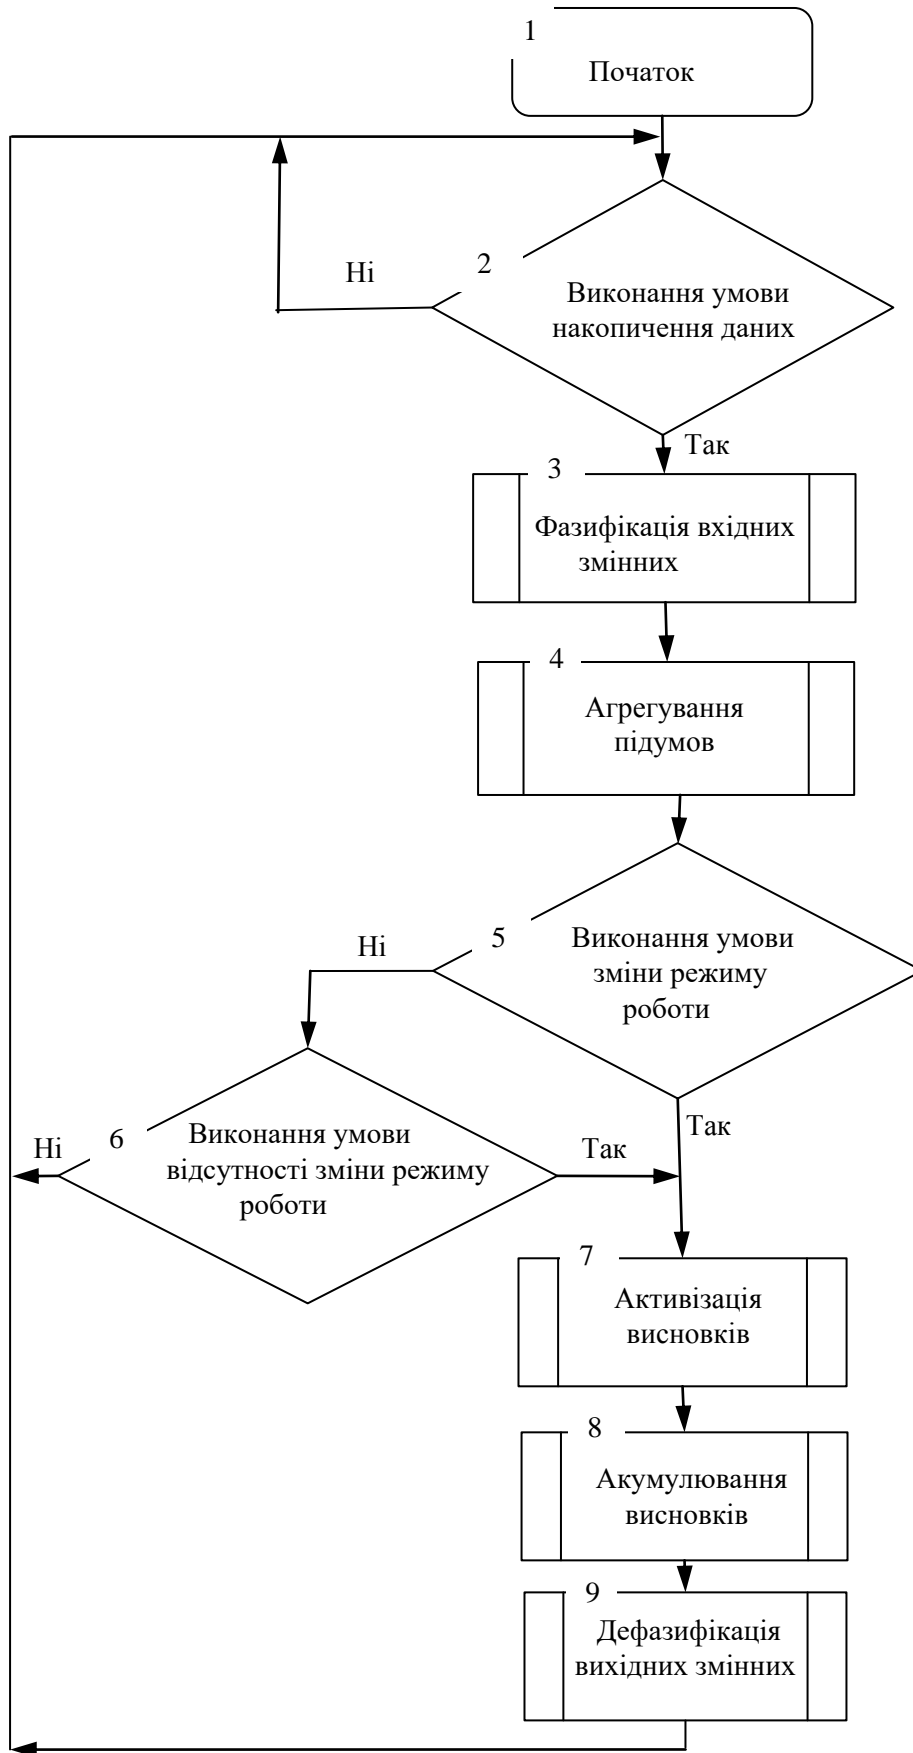 1
Початок
Ні
2
Виконання умови
накопичення даних
Так
3
Фазифікація вхідних
змінних
4
Агрегування
підумов
Ні
5
Виконання умови
зміни режиму
роботи
Так
Ні
6
Виконання умови
відсутності зміни режиму
роботи
Так
7
Активізація
висновків
8
Акумулювання
висновків
9
Дефазифікація
вихідних змінних